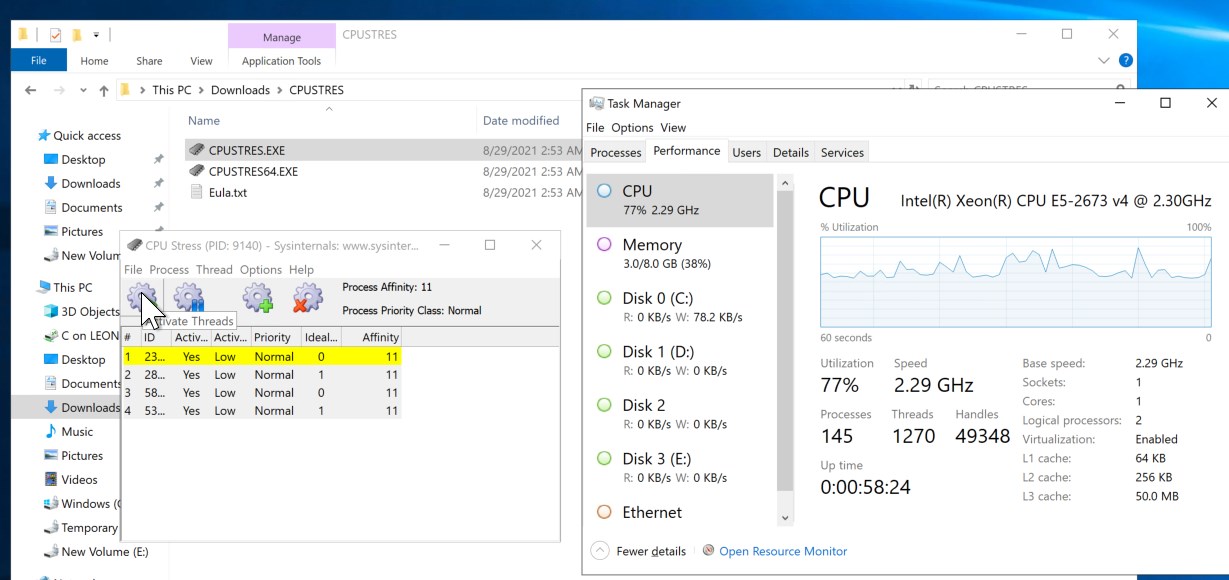 Manage
CPUSTRES
File
Home
Share
View
Application Tools
?
This PC
Downloads
CPUSTRES
Name
Date modified
CPUSTRES.EXE
8/29/2021 2:53 AM
CPUSTRES64.EXE
8/29/2021 2:53 AM
Eula.txt
8/29/2021 2:53 AM
Quick access
Desktop
Downloads
Documents
Pictures
New Volum
This PC
3D Objects
C on LEON
Desktop
Documents
Downloads
Music
Pictures
Videos
Windows (
Temporary
New Volume (E:)
CPU Stress (PID: 9140) - Sysinternals: www.sysinter...
File Process Thread Options Help
Process Affinity: 11
Process Priority Class: Normal
Threads
# ID Activ... Activ... Priority Ideal... Affinity
1 23... Yes Low Normal 0 11
2 28... Yes Low Normal 1 11
3 58... Yes Low Normal 0 11
4 53... Yes Low Normal 1 11
Task Manager
File Options View
Processes Performance Users Details Services
CPU
77% 2.29 GHz
Memory
3.0/8.0 GB (38%)
Disk 0 (C:)
R: 0 KB/s W: 78.2 KB/s
Disk 1 (D:)
R: 0 KB/s W: 0 KB/s
Disk 2
R: 0 KB/s W: 0 KB/s
Disk 3 (E:)
R: 0 KB/s W: 0 KB/s
Ethernet
Fewer details
Open Resource Monitor
CPU Intel(R) Xeon(R) CPU E5-2673 v4 @ 2.30GHz
% Utilization 100%
60 seconds 0
Utilization Speed
77% 2.29 GHz
Processes Threads Handles
145 1270 49348
Up time
0:00:58:24
Base speed: 2.29 GHz
Sockets: 1
Cores: 1
Logical processors: 2
Virtualization: Enabled
L1 cache: 64 KB
L2 cache: 256 KB
L3 cache: 50.0 MB